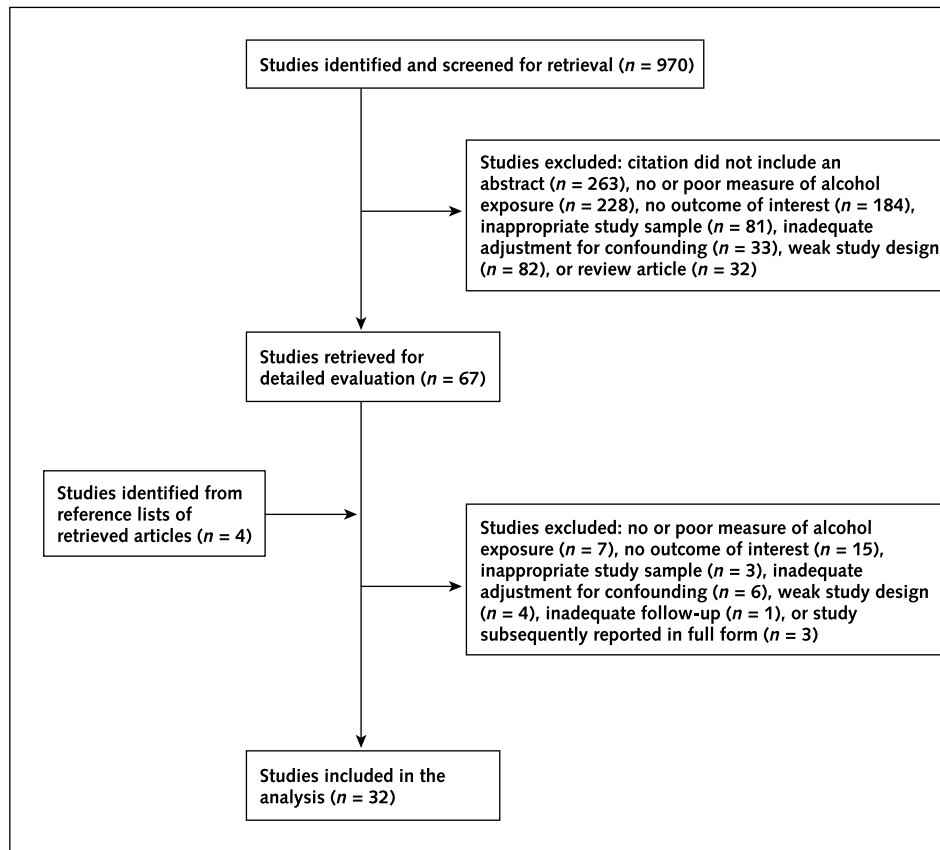 Studies identified and screened for retrieval (n = 970)
Studies excluded: citation did not include an
abstract (n = 263), no or poor measure of alcohol
exposure (n = 228), no outcome of interest (n = 184),
inappropriate study sample (n = 81), inadequate
adjustment for confounding (n = 33), weak study design
(n = 82), or review article (n = 32)
Studies retrieved for
detailed evaluation (n = 67)
Studies identified from
reference lists of
retrieved articles (n = 4)
Studies excluded: no or poor measure of alcohol
exposure (n = 7), no outcome of interest (n = 15),
inappropriate study sample (n = 3), inadequate
adjustment for confounding (n = 6), weak study design
(n = 4), inadequate follow-up (n = 1), or study
subsequently reported in full form (n = 3)
Studies included in the
analysis (n = 32)